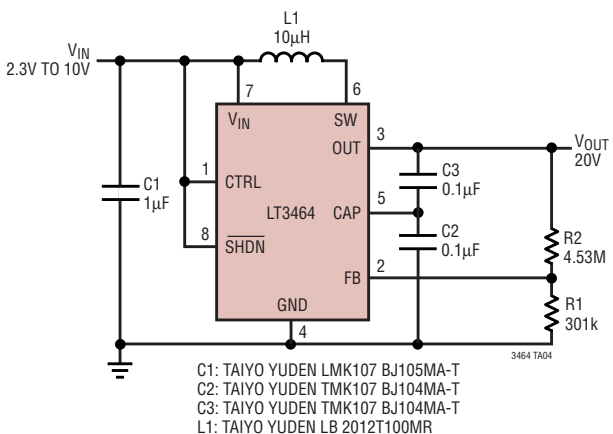 L1
10µH
VIN
2.3V TO 10V
7
6
VIN
SW
OUT
3
VOUT
20V
C3
0.1µF
1
CTRL
C1
1µF
LT3464
CAP
5
C2
0.1µF
R2
4.53M
8
SHDN
FB
2
GND
4
R1
301k
3464 TA04
C1: TAIYO YUDEN LMK107 BJ105MA-T
C2: TAIYO YUDEN TMK107 BJ104MA-T
C3: TAIYO YUDEN TMK107 BJ104MA-T
L1: TAIYO YUDEN LB 2012T100MR